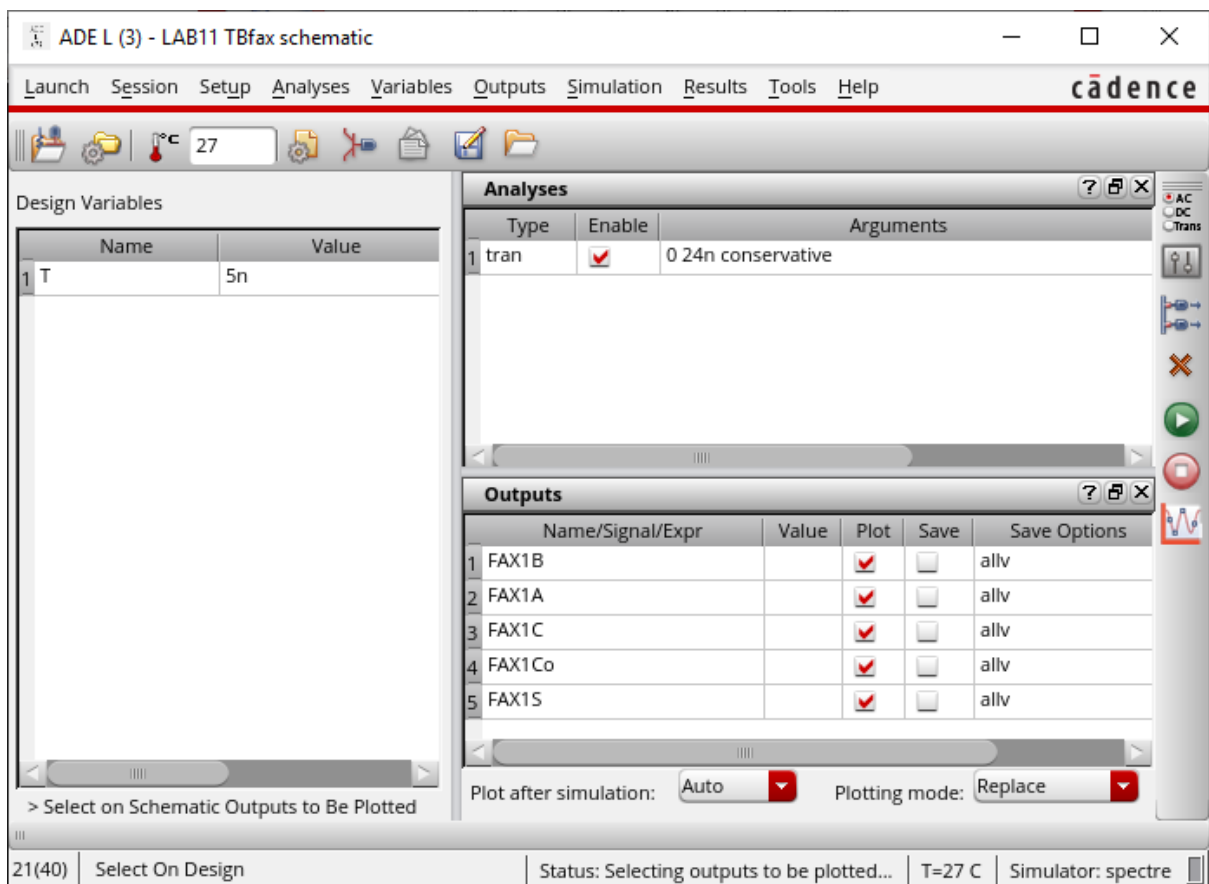 ADE L (3) - LAB11 TBfax schematic
Launch Session Setup Analyses Variables Outputs Simulation Results Tools Help cādence
°C 27
Design Variables
Name Value
1 T 5n
> Select on Schematic Outputs to Be Plotted
Analyses
Type Enable Arguments
1 tran 0 24n conservative
Outputs
Name/Signal/Expr Value Plot Save Save Options
1 FAX1B allv
2 FAX1A allv
3 FAX1C allv
4 FAX1Co allv
5 FAX1S allv
Plot after simulation: Auto Plotting mode: Replace
AC
DC
Trans
21(40) Select On Design Status: Selecting outputs to be plotted... T=27 C Simulator: spectre